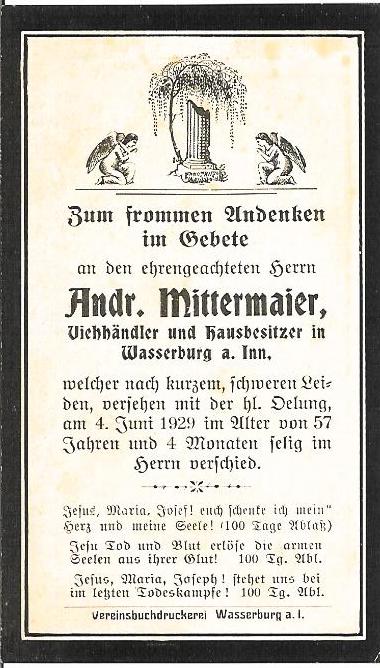 Zum frommen Andenken
im Gebete
an den ehrengeachteten Herrn
Andr. Mittermaier,
Viehhändler und Hausbesitzer in
Wasserburg a. Inn,
welcher nach kurzem, schweren Lei=
den, versehen mit der hl. Oelung,
am 4. Juni 1929 im Alter von 57
Jahren und 4 Monaten selig im
Herrn verschied.
Jesus, Maria, Josef! euch schenke ich mein"
Herz und meine Seele! (100 Tage Ablaß)
Jesu Tod und Blut erlöse die armen
Seelen aus ihrer Glut! 100 Tg. Abl.
Jesus, Maria, Joseph! stehet uns bei
im letzten Todeskampfe! 100 Tg. Abl.
Vereinsbuchdruckerei Wasserburg a. I.